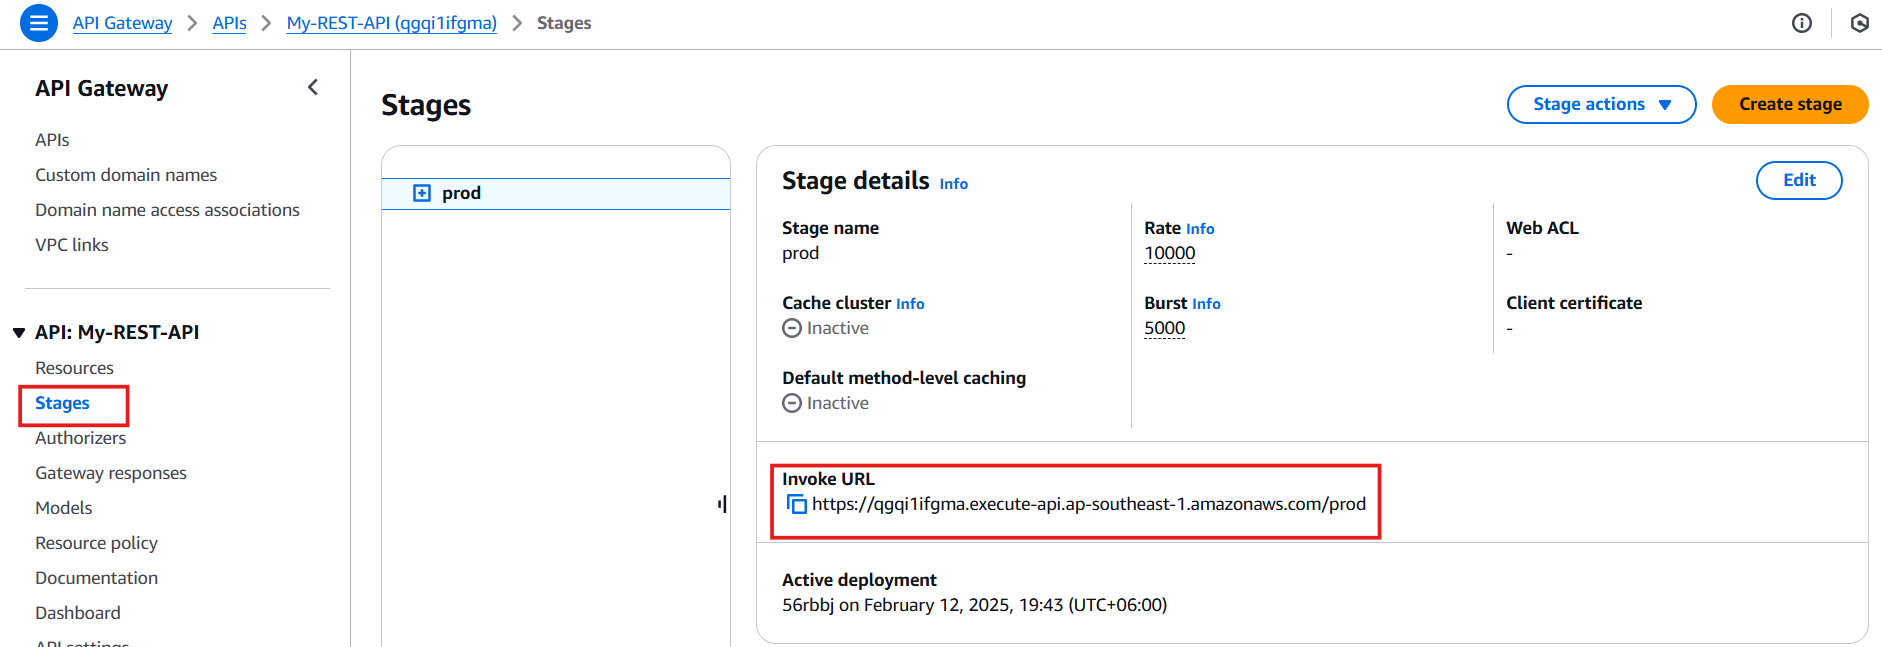 API Gateway > APIs > My-REST-API (qgqi1ifgma) > Stages
API Gateway
APIs
Custom domain names
Domain name access associations
VPC links
API: My-REST-API
Resources
Stages
Authorizers
Gateway responses
Models
Resource policy
Documentation
Dashboard
API settings
Stages
Stage actions
Create stage
prod
Stage details Info
Edit
Stage name
prod
Rate Info
10000
Web ACL
-
Cache cluster Info
Inactive
Burst Info
5000
Client certificate
-
Default method-level caching
Inactive
Invoke URL
https://qgqi1ifgma.execute-api.ap-southeast-1.amazonaws.com/prod
Active deployment
56rbbj on February 12, 2025, 19:43 (UTC+06:00)